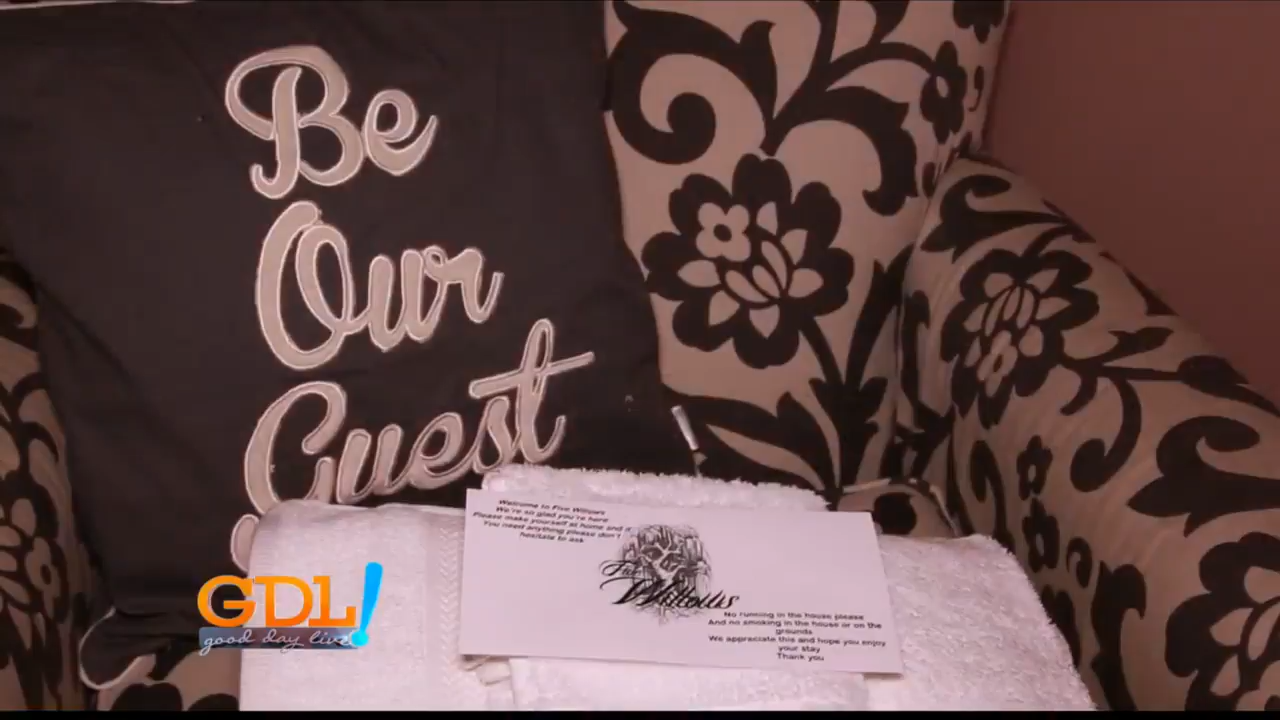 Be
Our
Guest
Welcome to Five Willows
We're so glad you're here
Please make yourself at home and if
You need anything please don't
hesitate to ask
Five
Willows
No running in the house please
And no smoking in the house or on the
grounds
We appreciate this and hope you enjoy
your stay
Thank you
GDL!
good day live